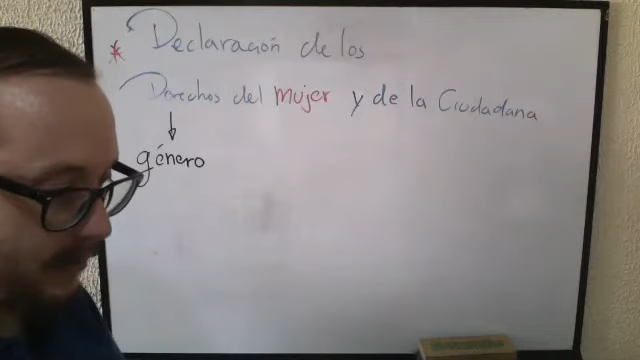 * Declaración de los
Derechos del mujer y de la Ciudadana
género